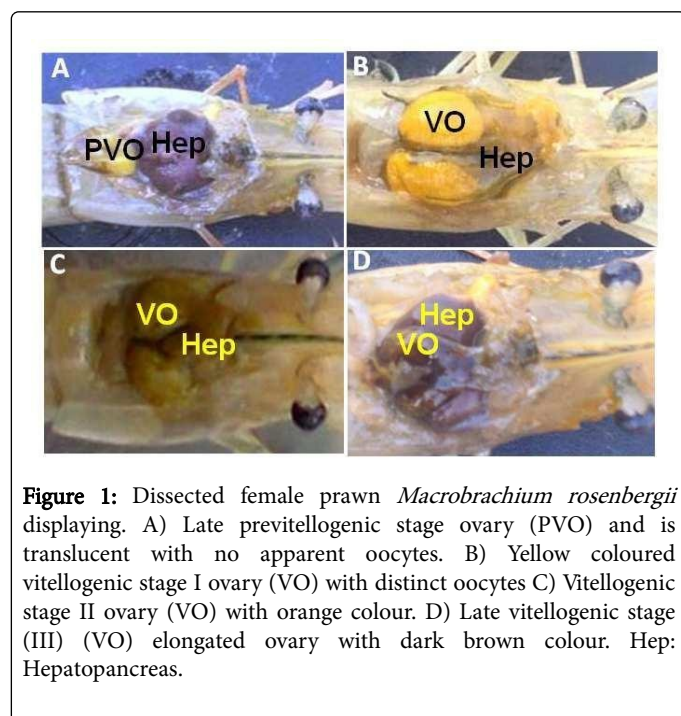 A
PVO Hep
B
VO
Hep
C
VO
Hep
D
Hep
VO
Figure 1: Dissected female prawn Macrobrachium rosenbergii
displaying. A) Late previtellogenic stage ovary (PVO) and is
translucent with no apparent oocytes. B) Yellow coloured
vitellogenic stage I ovary (VO) with distinct oocytes C) Vitellogenic
stage II ovary (VO) with orange colour. D) Late vitellogenic stage
(III) (VO) elongated ovary with dark brown colour. Hep:
Hepatopancreas.